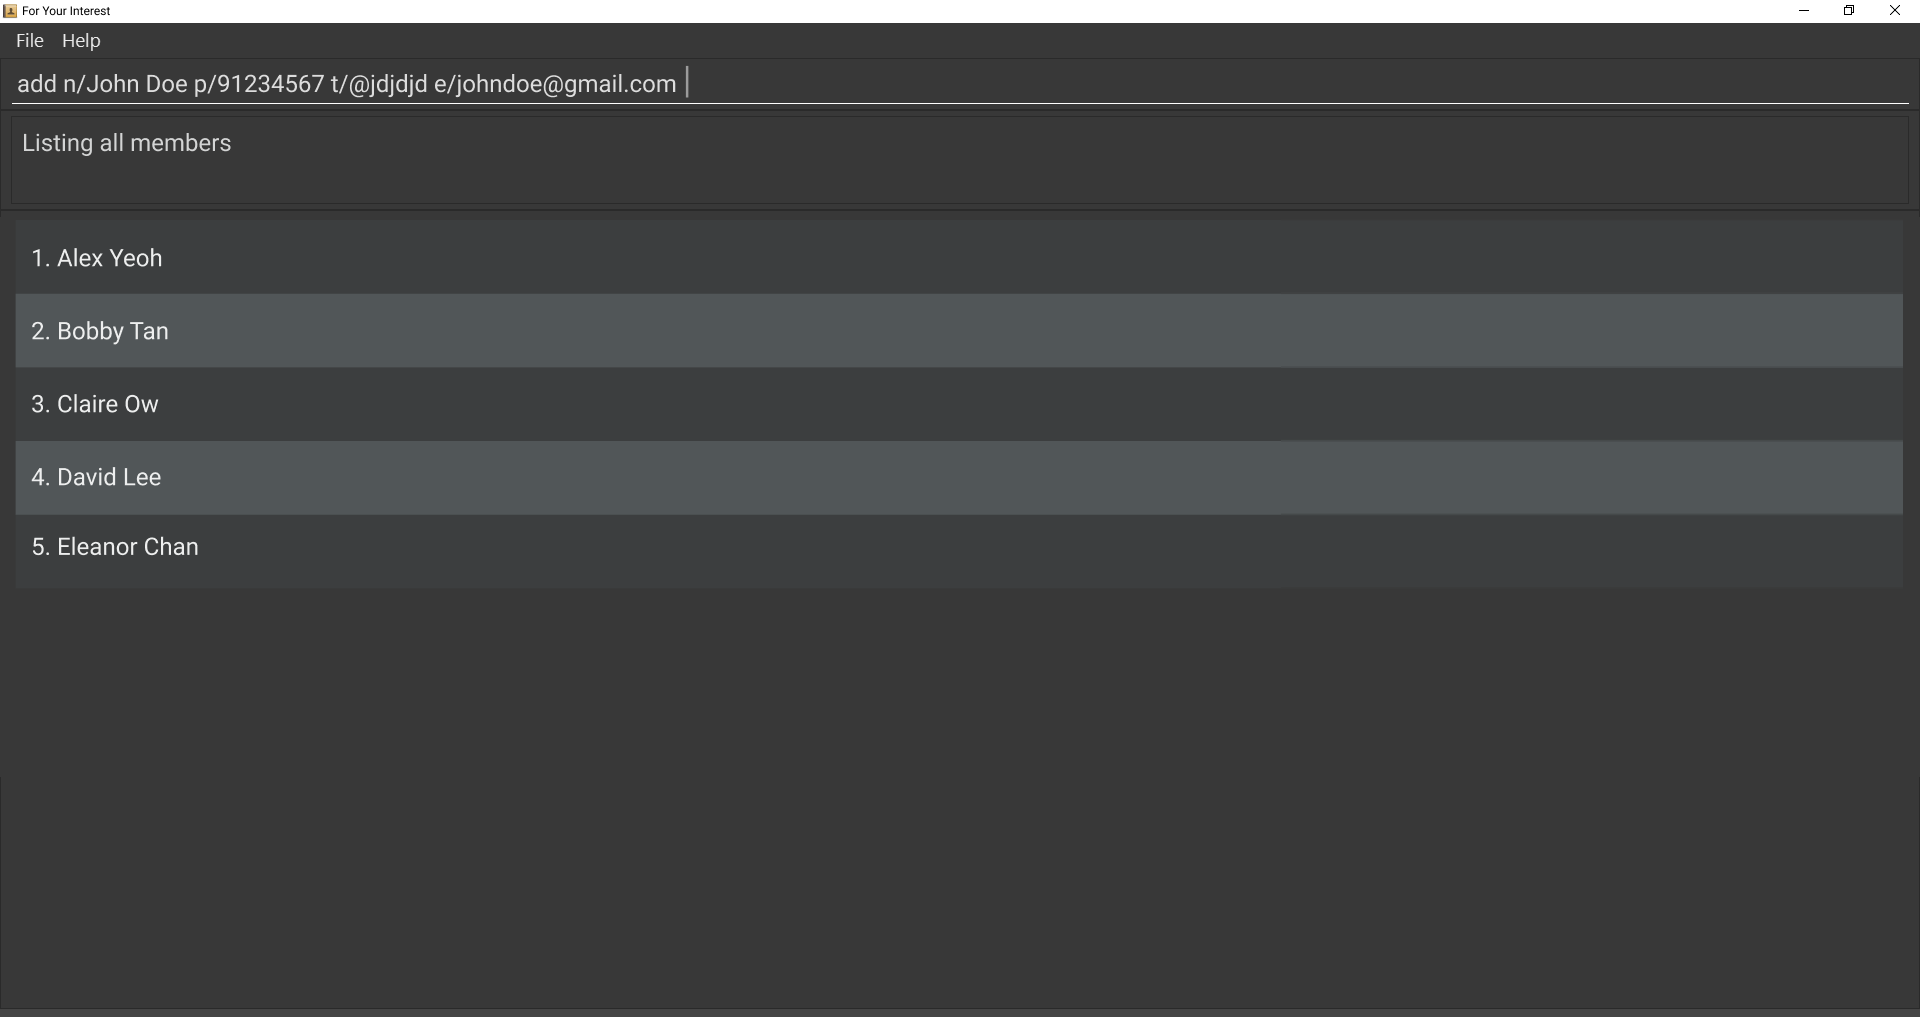 For Your Interest
File Help
add n/John Doe p/91234567 t/@jdjdjd e/johndoe@gmail.com
Listing all members
1. Alex Yeoh
2. Bobby Tan
3. Claire Ow
4. David Lee
5. Eleanor Chan